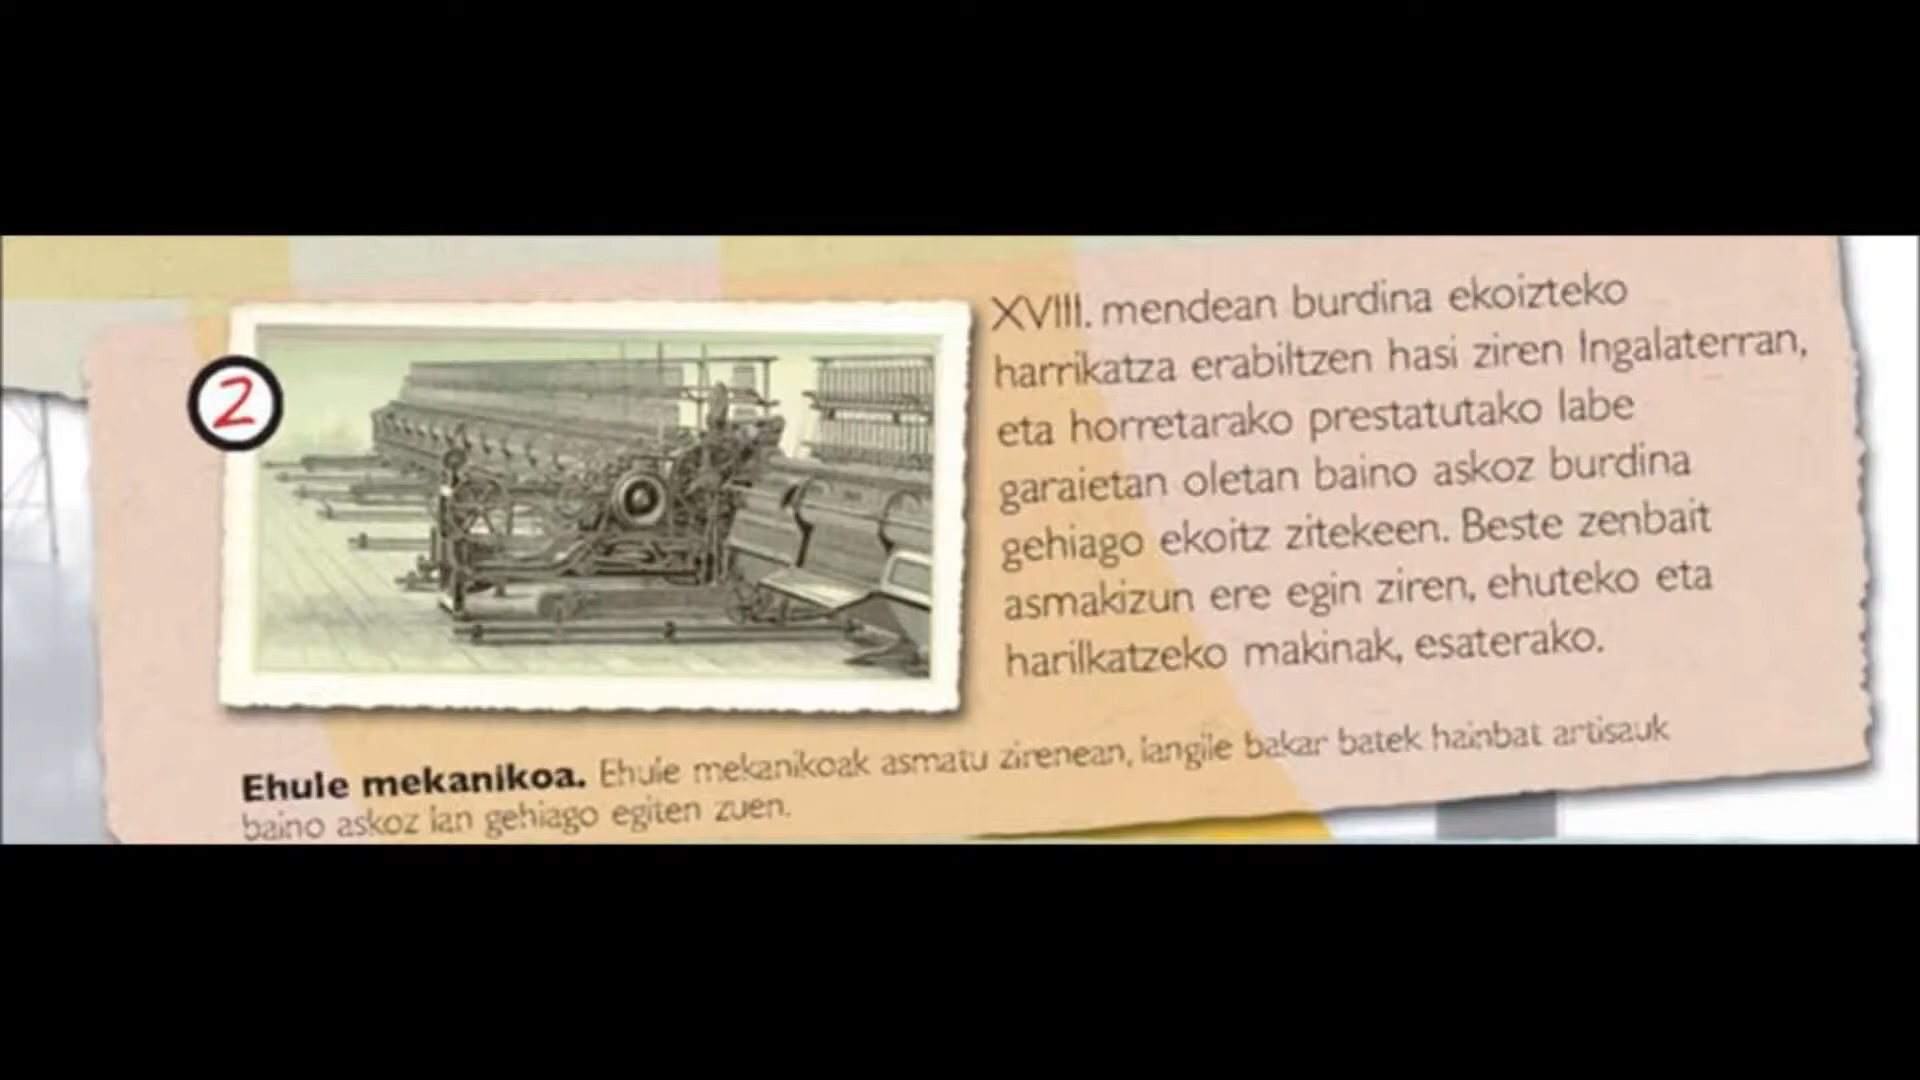 2
XVIII. mendean burdina ekoizteko
harrikatza erabiltzen hasi ziren Ingalaterran,
eta horretarako prestatutako labe
garaietan oletan baino askoz burdina
gehiago ekoitz zitekeen. Beste zenbait
asmakizun ere egin ziren, ehuteko eta
harilkatzeko makinak, esaterako.
Ehule mekanikoa. Ehule mekanikoak asmatu zirenean, langile bakar batek hainbat artisauk
baino askoz lan gehiago egiten zuen.